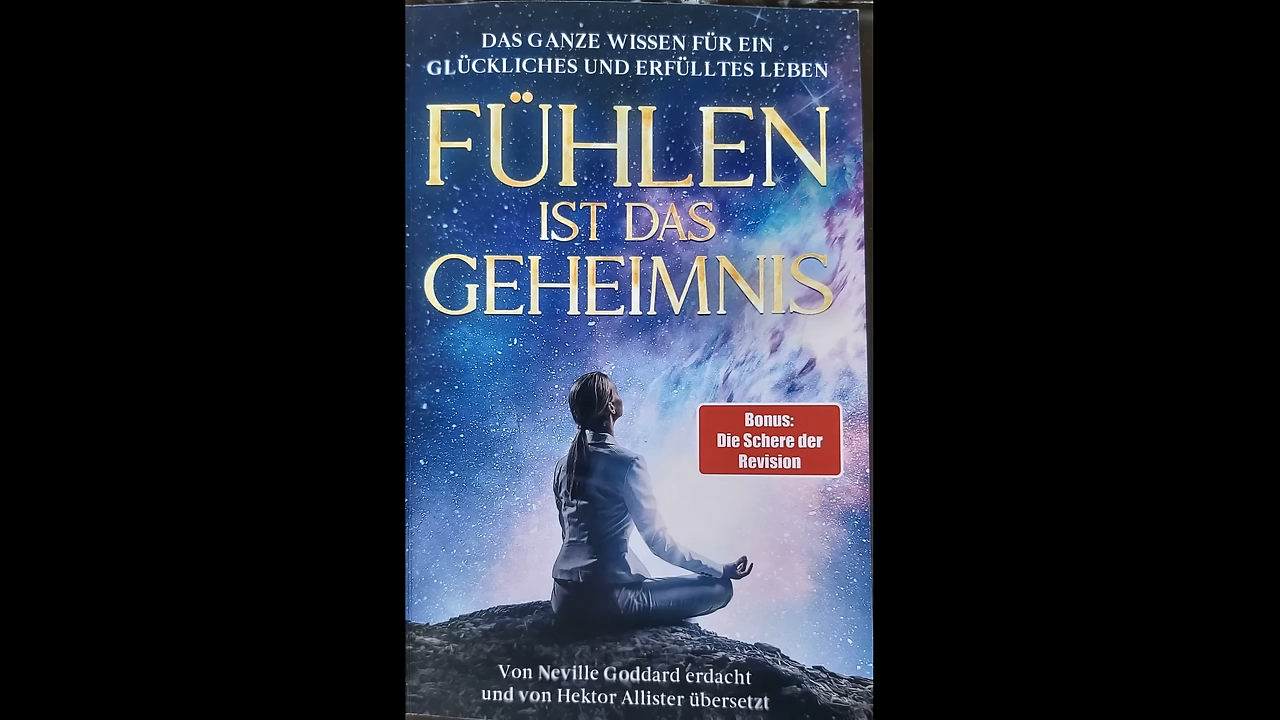 DAS GANZE WISSEN FÜR EIN
GLÜCKLICHES UND ERFÜLLTES LEBEN
FÜHLEN
IST DAS
GEHEIMNIS
Bonus:
Die Schere der
Revision
Von Neville Goddard erdacht
und von Hektor Allister übersetzt